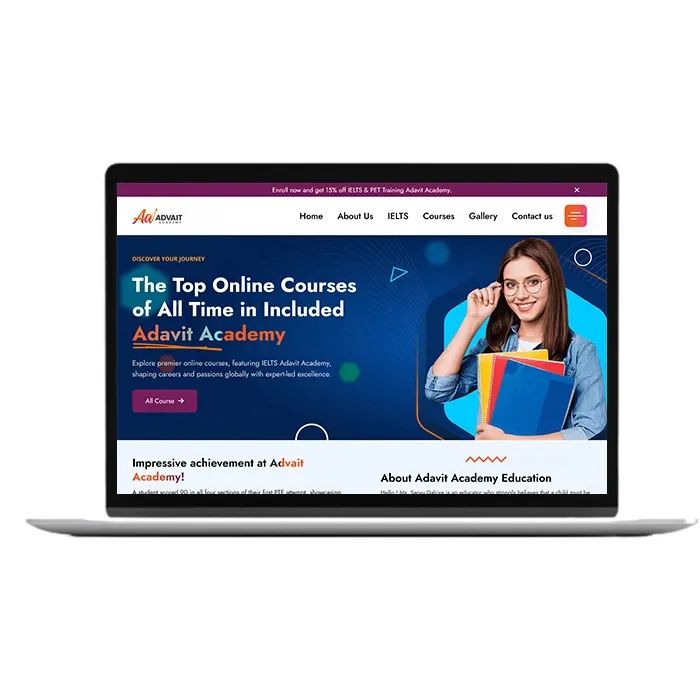 Enroll now and get 15% off IELTS & PET Training Adavit Academy.
Aa ADVAIT
ACADEMY
Home About Us IELTS Courses Gallery Contact us
DISCOVER YOUR JOURNEY
The Top Online Courses
of All Time in Included
Adavit Academy
Explore premier online courses, featuring IELTS Adavit Academy,
shaping careers and passions globally with expert-led excellence.
All Course →
Impressive achievement at Advait
Academy!
A student scored 90 in all four sections of their first PTE attempt, showcasing
About Adavit Academy Education
Hello ! Ms. Saryu Dahiya is an educator who strongly believes that a child must be